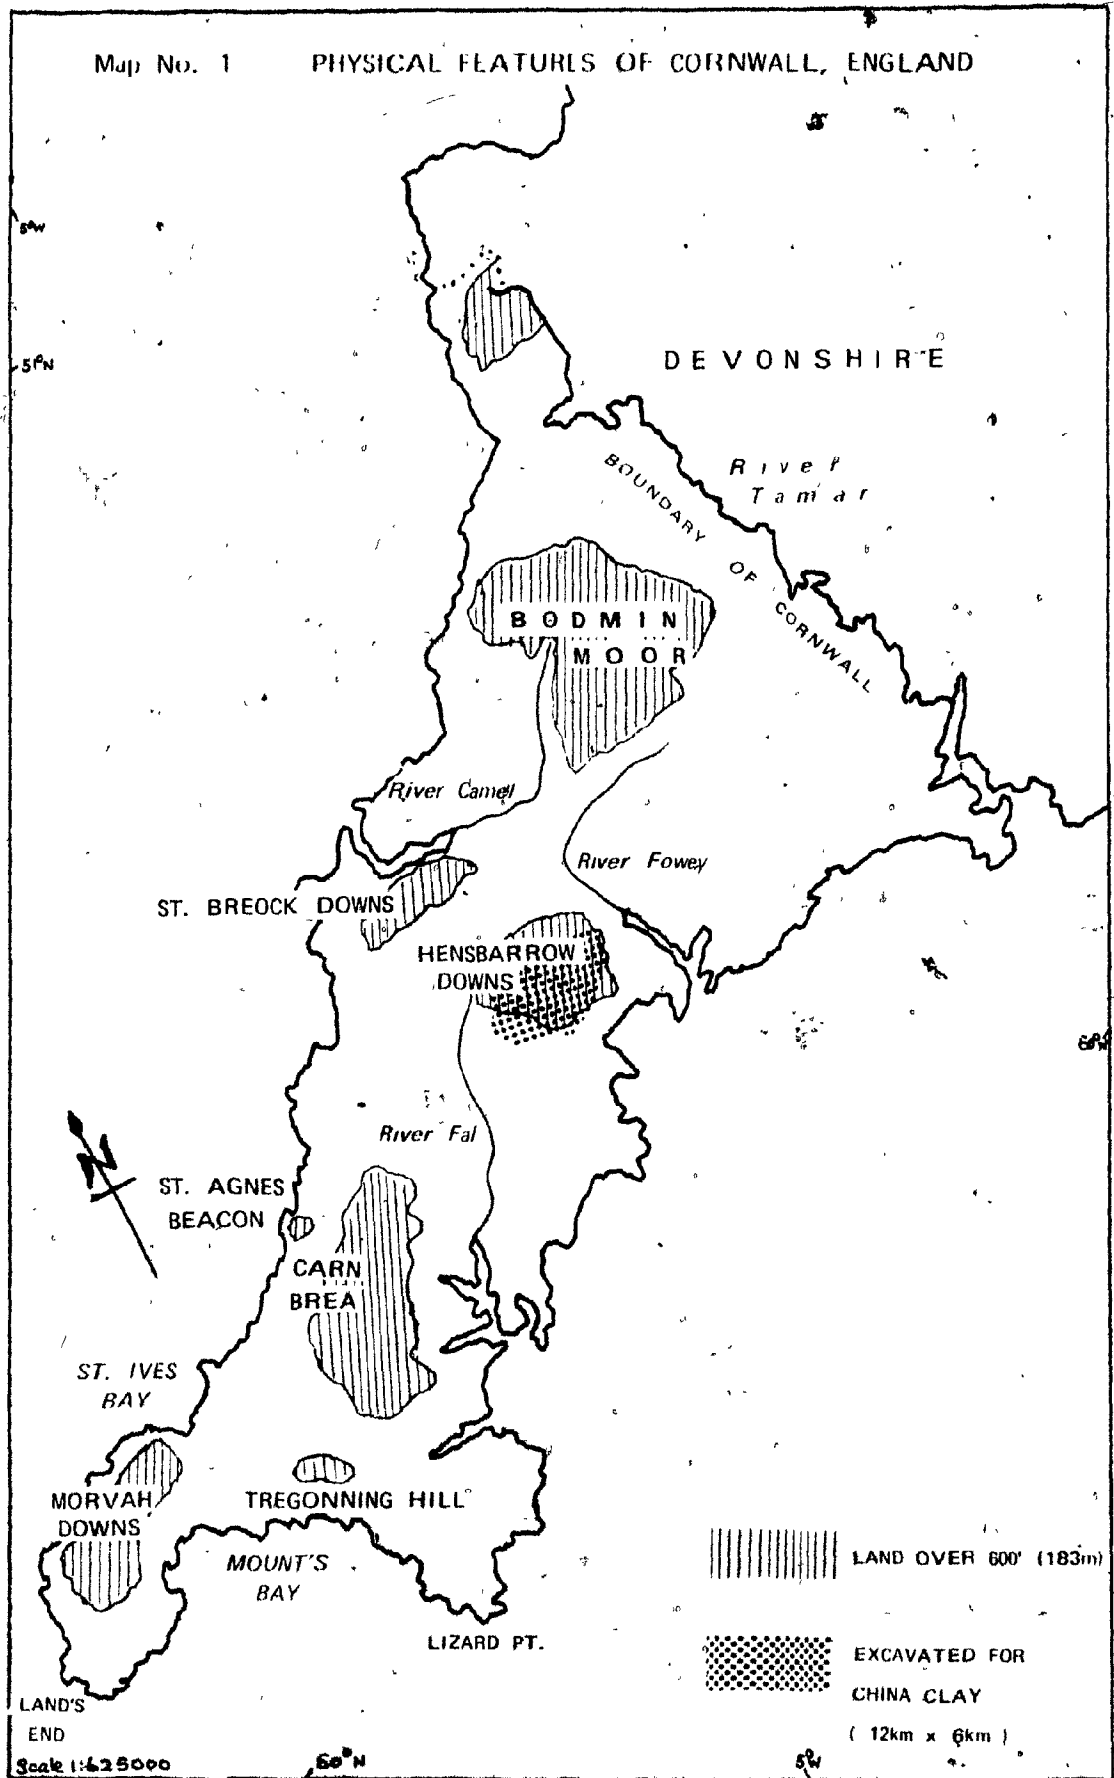 Map No. 1 PHYSICAL FEATURES OF CORNWALL, ENGLAND
5°W
51°N
DEVONSHIRE
River
Tamar
BOUNDARY OF CORNWALL
BODMIN
MOOR
River Camell
River Fowey
ST. BREOCK DOWNS
HENSBARROW
DOWNS
River Fal
N
ST. AGNES
BEACON
CARN
BREA
ST. IVES
BAY
MORVAH
DOWNS
TREGONNING HILL
MOUNT'S
BAY
LAND OVER 600' (183m)
LIZARD PT.
EXCAVATED FOR
CHINA CLAY
( 12km x 6km )
LAND'S
END
Scale 1:625000
50°N
5°W